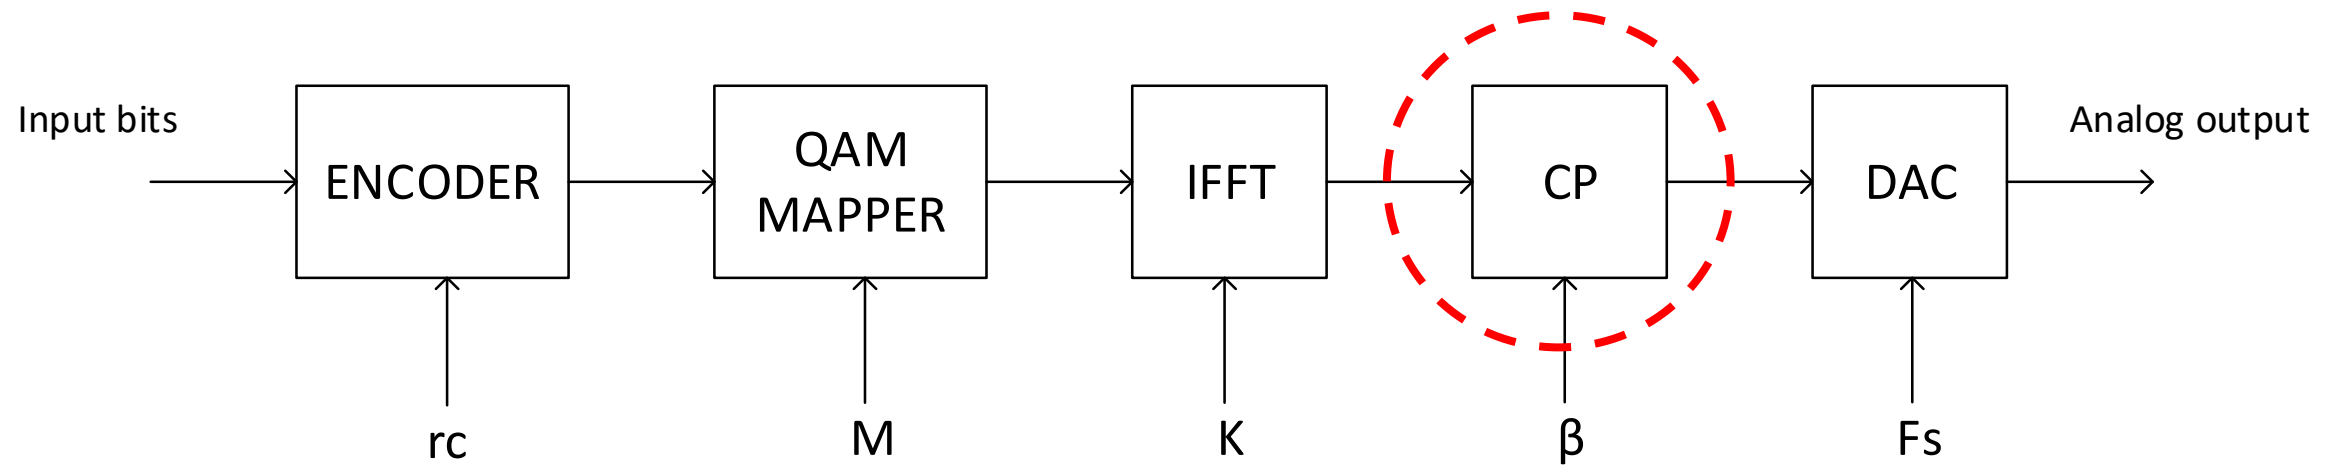 Input bits
ENCODER
QAM
MAPPER
IFFT
CP
DAC
Analog output
rc
M
K
β
Fs